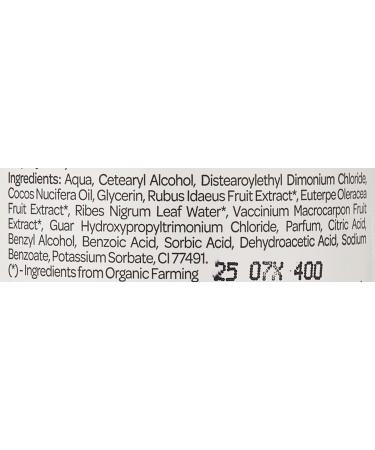 Ingredients: Aqua, Cetearyl Alcohol, Distearoylethyl Dimonium Chloride,
Cocos Nucifera Oil, Glycerin, Rubus Idaeus Fruit Extract*, Euterpe Oleracea
Fruit Extract*, Ribes Nigrum Leaf Water*, Vaccinium Macrocarpon Fruit
Extract*, Guar Hydroxypropyltrimonium Chloride, Parfum, Citric Acid,
Benzyl Alcohol, Benzoic Acid, Sorbic Acid, Dehydroacetic Acid, Sodium
Benzoate, Potassium Sorbate, CI 77491.
(*) - Ingredients from Organic Farming 25 07X 400